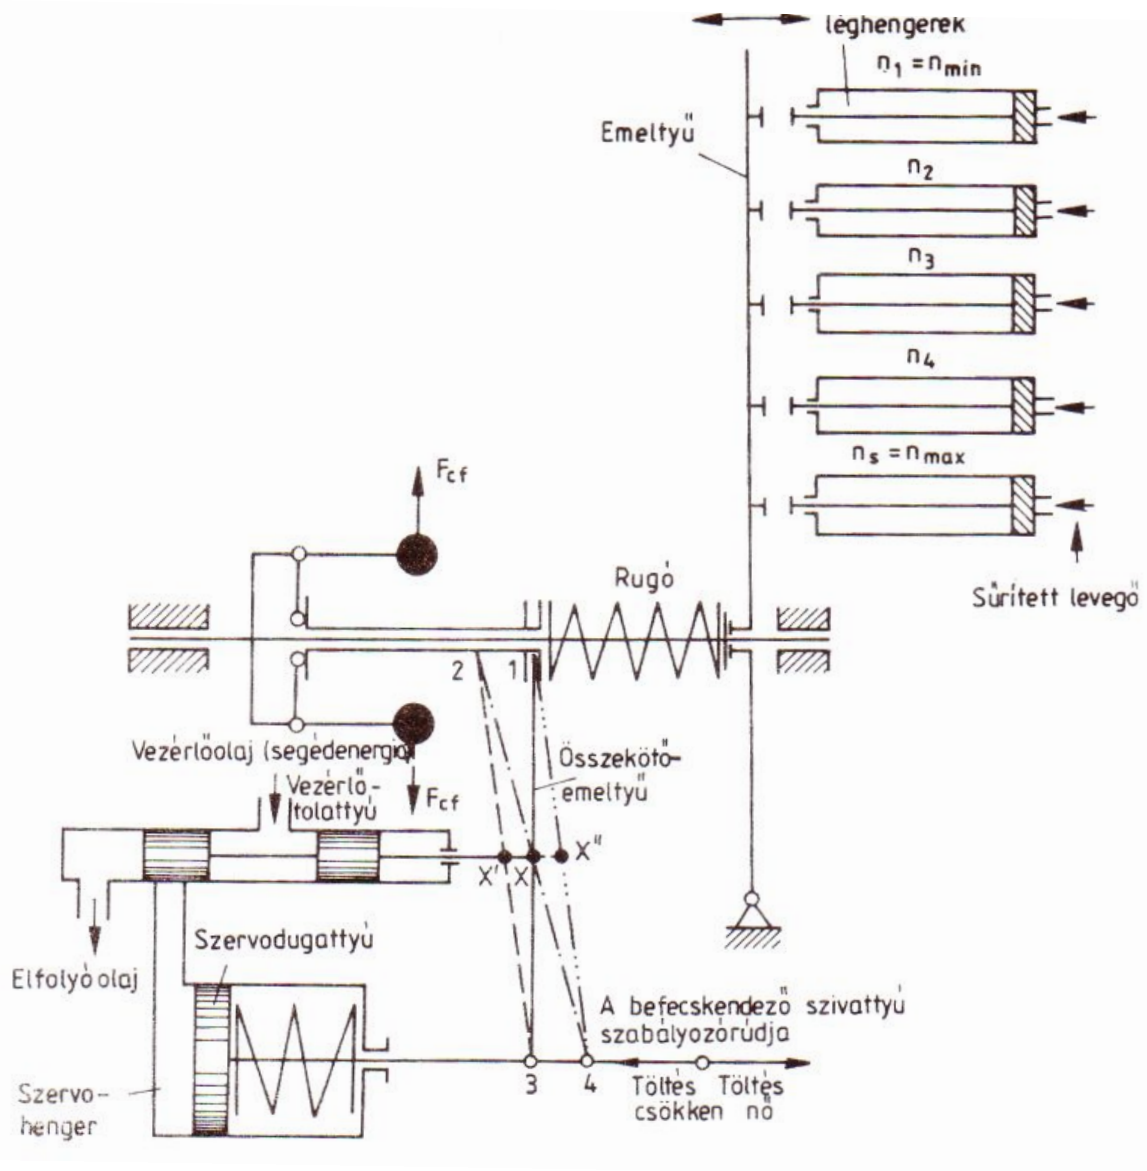 léghengerek
n₁ = nmin
Emeltyű
n₂
n₃
n₄
ns = nmax
Fcf
Rugó
Sűrített levegő
2 1
Vezérlőolaj (segédenergia)
Vezérlő-
tolattyú
Fcf
Összekötő-
emeltyű
X' X X"
Szervodugattyú
Elfolyó olaj
A befecskendező szivattyú
szabályozórúdja
3 4
Töltés Töltés
csökken nő
Szervo-
henger